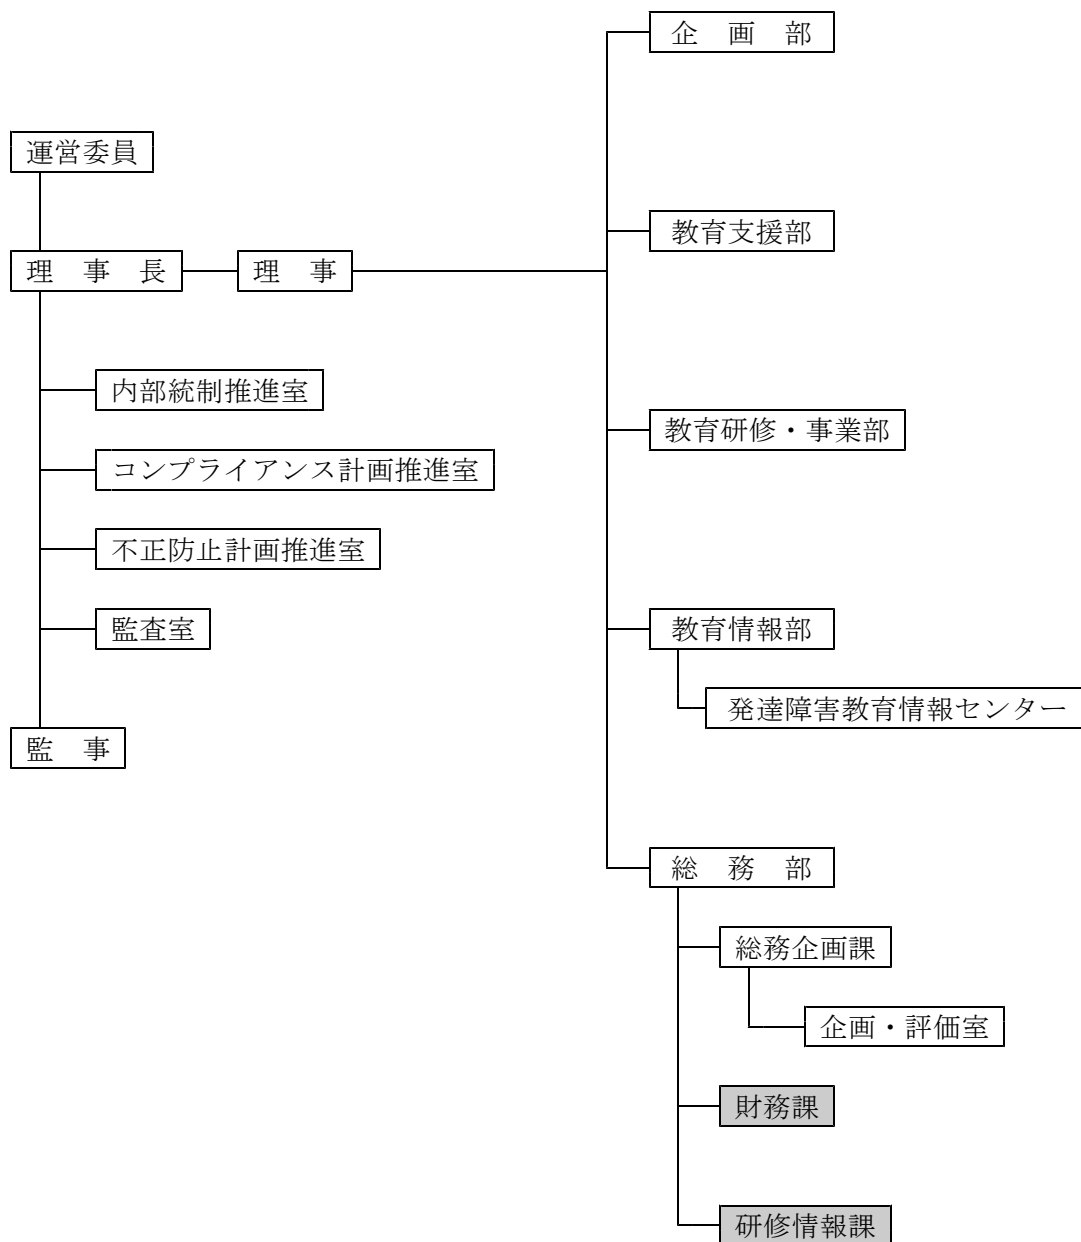 企　画　部
運営委員
教育支援部
理　事　長
理　事
内部統制推進室
教育研修・事業部
コンプライアンス計画推進室
不正防止計画推進室
監査室
教育情報部
発達障害教育情報センター
監　事
総　務　部
総務企画課
企画・評価室
財務課
研修情報課